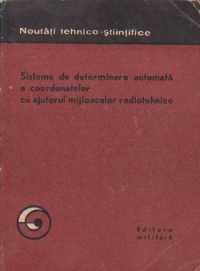 Noutăți tehnico-științifice
Sisteme de determinare automată
a coordonatelor
cu ajutorul mijloacelor radiotehnice
Editura
militară